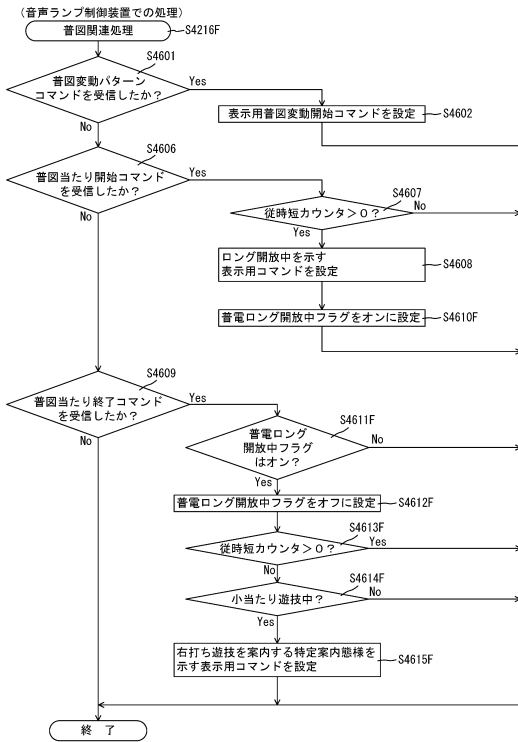 （音声ランプ制御装置での処理）
普図関連処理
S4216F
S4601
普図変動パターン
コマンドを受信したか？
Yes
No
表示用普図変動開始コマンドを設定
S4602
S4606
普図当たり開始コマンド
を受信したか？
Yes
No
S4607
従時短カウンタ＞０？
No
Yes
ロング開放中を示す
表示用コマンドを設定
S4608
普電ロング開放中フラグをオンに設定
S4610F
S4609
普図当たり終了コマンド
を受信したか？
Yes
No
S4611F
普電ロング
開放中フラグ
はオン？
No
Yes
普電ロング開放中フラグをオフに設定
S4612F
S4613F
従時短カウンタ＞０？
Yes
No
S4614F
小当たり遊技中？
No
Yes
右打ち遊技を案内する特定案内態様を
示す表示用コマンドを設定
S4615F
終　了